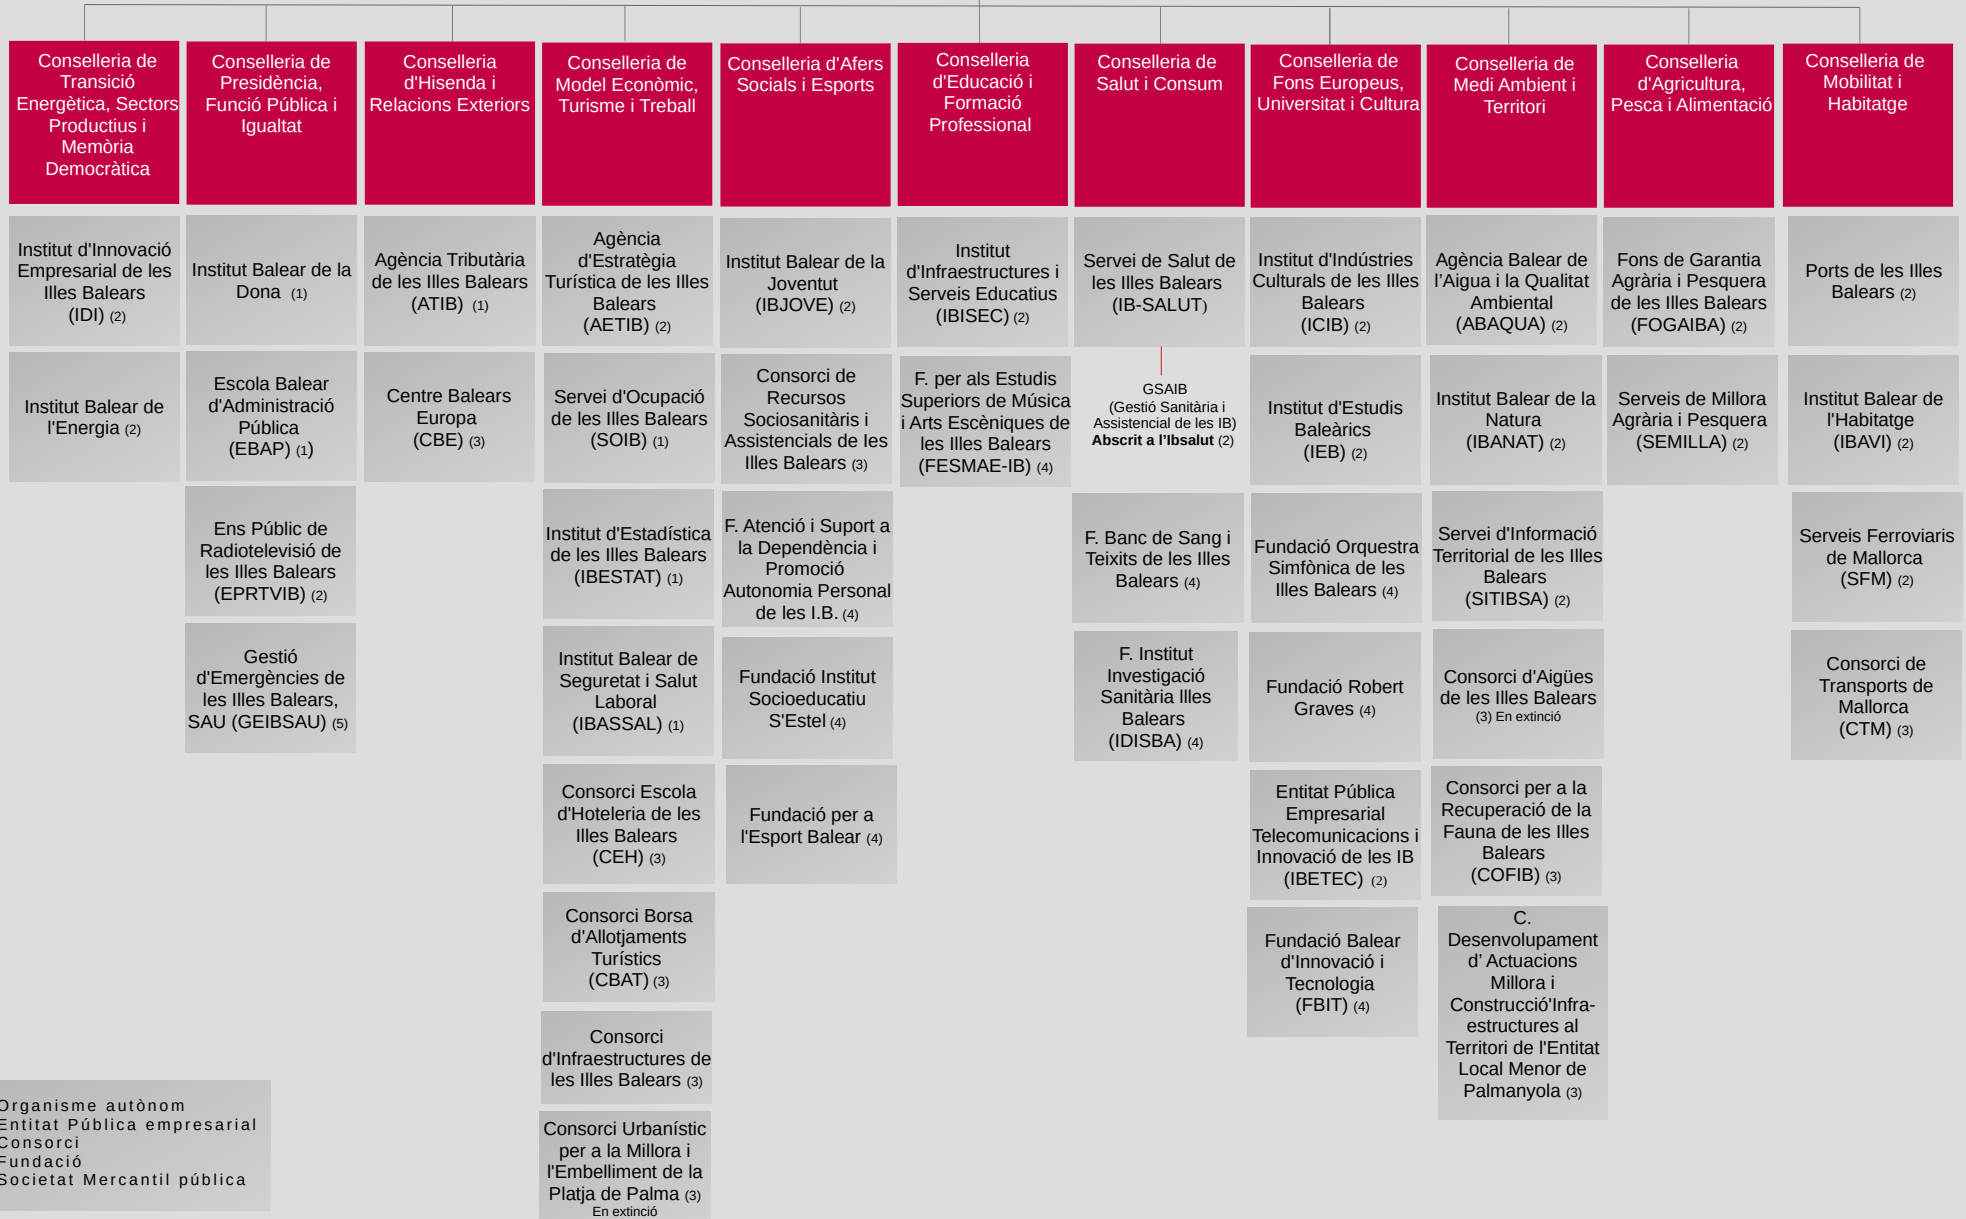 Conselleria de
Transició
Energètica, Sectors
Productius i
Memòria
Democràtica
Conselleria de
Presidència,
Funció Pública i
Igualtat
Conselleria
d'Hisenda i
Relacions Exteriors
Conselleria de
Model Econòmic,
Turisme i Treball
Conselleria d'Afers
Socials i Esports
Conselleria
d'Educació i
Formació
Professional
Conselleria de
Salut i Consum
Conselleria de
Fons Europeus,
Universitat i Cultura
Conselleria de
Medi Ambient i
Territori
Conselleria
d'Agricultura,
Pesca i Alimentació
Conselleria de
Mobilitat i
Habitatge
Institut d'Innovació
Empresarial de les
Illes Balears
(IDI) (2)
Institut Balear de
l'Energia (2)
Institut Balear de la
Dona (1)
Escola Balear
d'Administració
Pública
(EBAP) (1)
Ens Públic de
Radiotelevisió de
les Illes Balears
(EPRTVIB) (2)
Gestió
d'Emergències de
les Illes Balears,
SAU (GEIBSAU) (5)
Agència Tributària
de les Illes Balears
(ATIB) (1)
Centre Balears
Europa
(CBE) (3)
Agència
d'Estratègia
Turística de les Illes
Balears
(AETIB) (2)
Servei d'Ocupació
de les Illes Balears
(SOIB) (1)
Institut d'Estadística
de les Illes Balears
(IBESTAT) (1)
Institut Balear de
Seguretat i Salut
Laboral
(IBASSAL) (1)
Consorci Escola
d'Hoteleria de les
Illes Balears
(CEH) (3)
Consorci Borsa
d'Allotjaments
Turístics
(CBAT) (3)
Consorci
d'Infraestructures de
les Illes Balears (3)
Consorci Urbanístic
per a la Millora i
l'Embelliment de la
Platja de Palma (3)
En extinció
Institut Balear de la
Joventut
(IBJOVE) (2)
Consorci de
Recursos
Sociosanitàris i
Assistencials de les
Illes Balears (3)
F. Atenció i Suport a
la Dependència i
Promoció
Autonomia Personal
de les I.B. (4)
Fundació Institut
Socioeducatiu
S'Estel (4)
Fundació per a
l'Esport Balear (4)
Institut
d'Infraestructures i
Serveis Educatius
(IBISEC) (2)
F. per als Estudis
Superiors de Música
i Arts Escèniques de
les Illes Balears
(FESMAE-IB) (4)
Servei de Salut de
les Illes Balears
(IB-SALUT)
GSAIB
(Gestió Sanitària i
Assistencial de les IB)
Abscrit a l'Ibsalut (2)
F. Banc de Sang i
Teixits de les Illes
Balears (4)
F. Institut
Investigació
Sanitària Illes
Balears
(IDISBA) (4)
Institut d'Indústries
Culturals de les Illes
Balears
(ICIB) (2)
Institut d'Estudis
Baleàrics
(IEB) (2)
Fundació Orquestra
Simfònica de les
Illes Balears (4)
Fundació Robert
Graves (4)
Entitat Pública
Empresarial
Telecomunicacions i
Innovació de les IB
(IBETEC) (2)
Fundació Balear
d'Innovació i
Tecnologia
(FBIT) (4)
Agència Balear de
l’Aigua i la Qualitat
Ambiental
(ABAQUA) (2)
Institut Balear de la
Natura
(IBANAT) (2)
Servei d'Informació
Territorial de les Illes
Balears
(SITIBSA) (2)
Consorci d'Aigües
de les Illes Balears
(3) En extinció
Consorci per a la
Recuperació de la
Fauna de les Illes
Balears
(COFIB) (3)
C.
Desenvolupament
d’ Actuacions
Millora i
Construcció'Infra-
estructures al
Territori de l'Entitat
Local Menor de
Palmanyola (3)
Fons de Garantia
Agrària i Pesquera
de les Illes Balears
(FOGAIBA) (2)
Serveis de Millora
Agrària i Pesquera
(SEMILLA) (2)
Ports de les Illes
Balears (2)
Institut Balear de
l'Habitatge
(IBAVI) (2)
Serveis Ferroviaris
de Mallorca
(SFM) (2)
Consorci de
Transports de
Mallorca
(CTM) (3)
Organisme autònom
Entitat Pública empresarial
Consorci
Fundació
Societat Mercantil pública